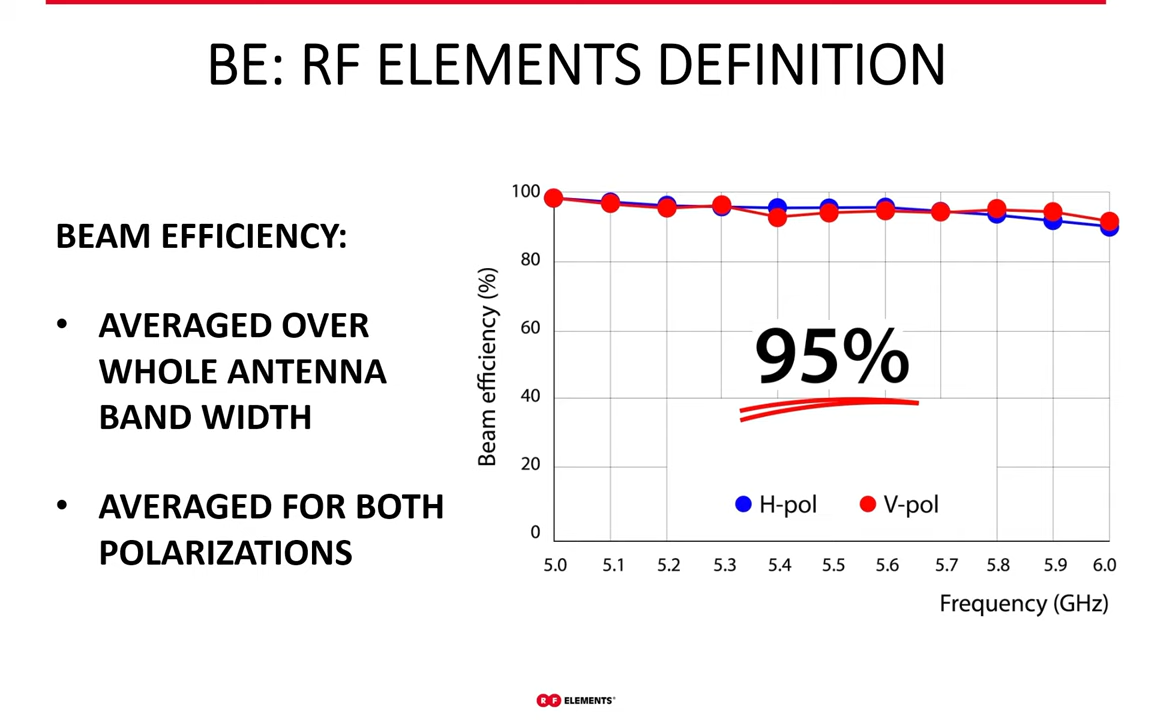 BE: RF ELEMENTS DEFINITION
BEAM EFFICIENCY:
• AVERAGED OVER
WHOLE ANTENNA
BAND WIDTH
• AVERAGED FOR BOTH
POLARIZATIONS
Beam efficiency (%)
100
80
60
40
20
0
95%
H-pol V-pol
5.0 5.1 5.2 5.3 5.4 5.5 5.6 5.7 5.8 5.9 6.0
Frequency (GHz)
RF ELEMENTS